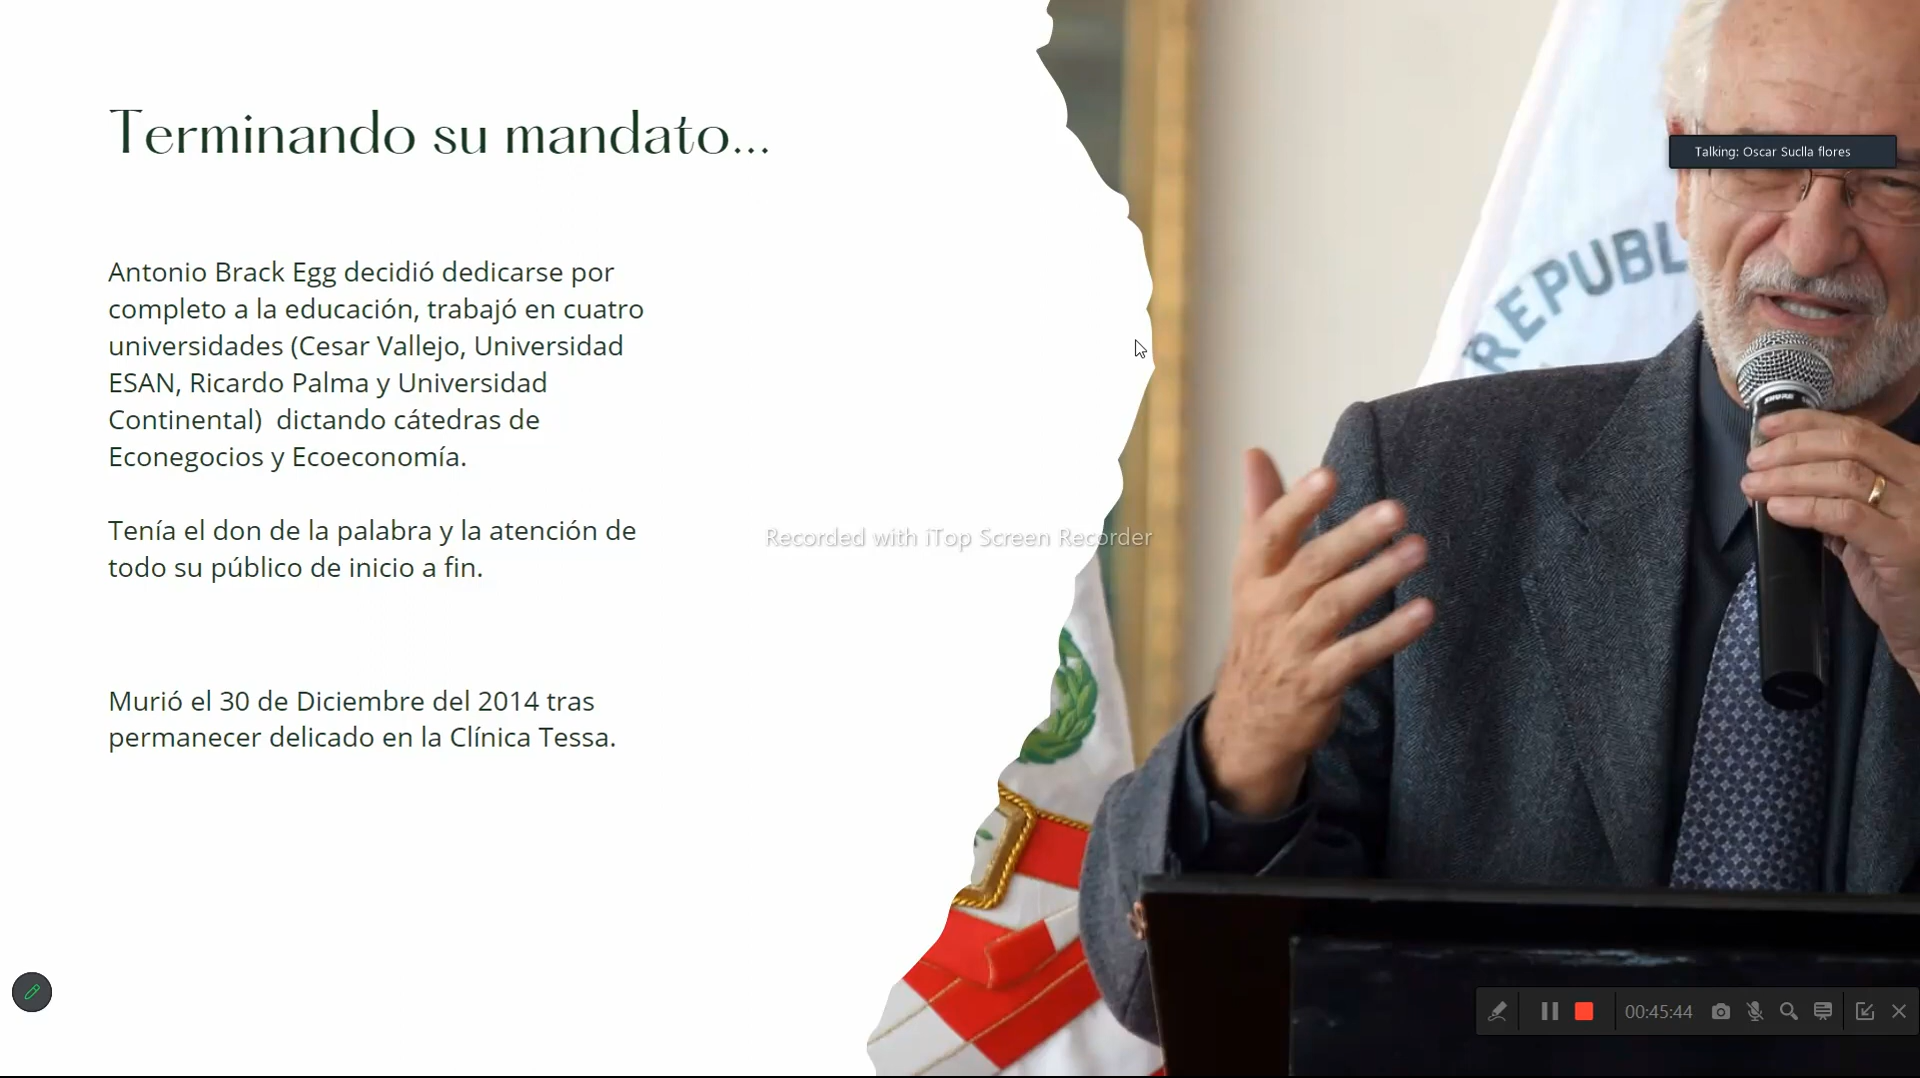 Terminando su mandato...
Talking: Oscar Suclla flores
Antonio Brack Egg decidió dedicarse por
completo a la educación, trabajó en cuatro
universidades (Cesar Vallejo, Universidad
ESAN, Ricardo Palma y Universidad
Continental)  dictando cátedras de
Econegocios y Ecoeconomía.
REPUBL
SHURE
Tenía el don de la palabra y la atención de
todo su público de inicio a fin.
Recorded with iTop Screen Recorder
Murió el 30 de Diciembre del 2014 tras
permanecer delicado en la Clínica Tessa.
00:45:44